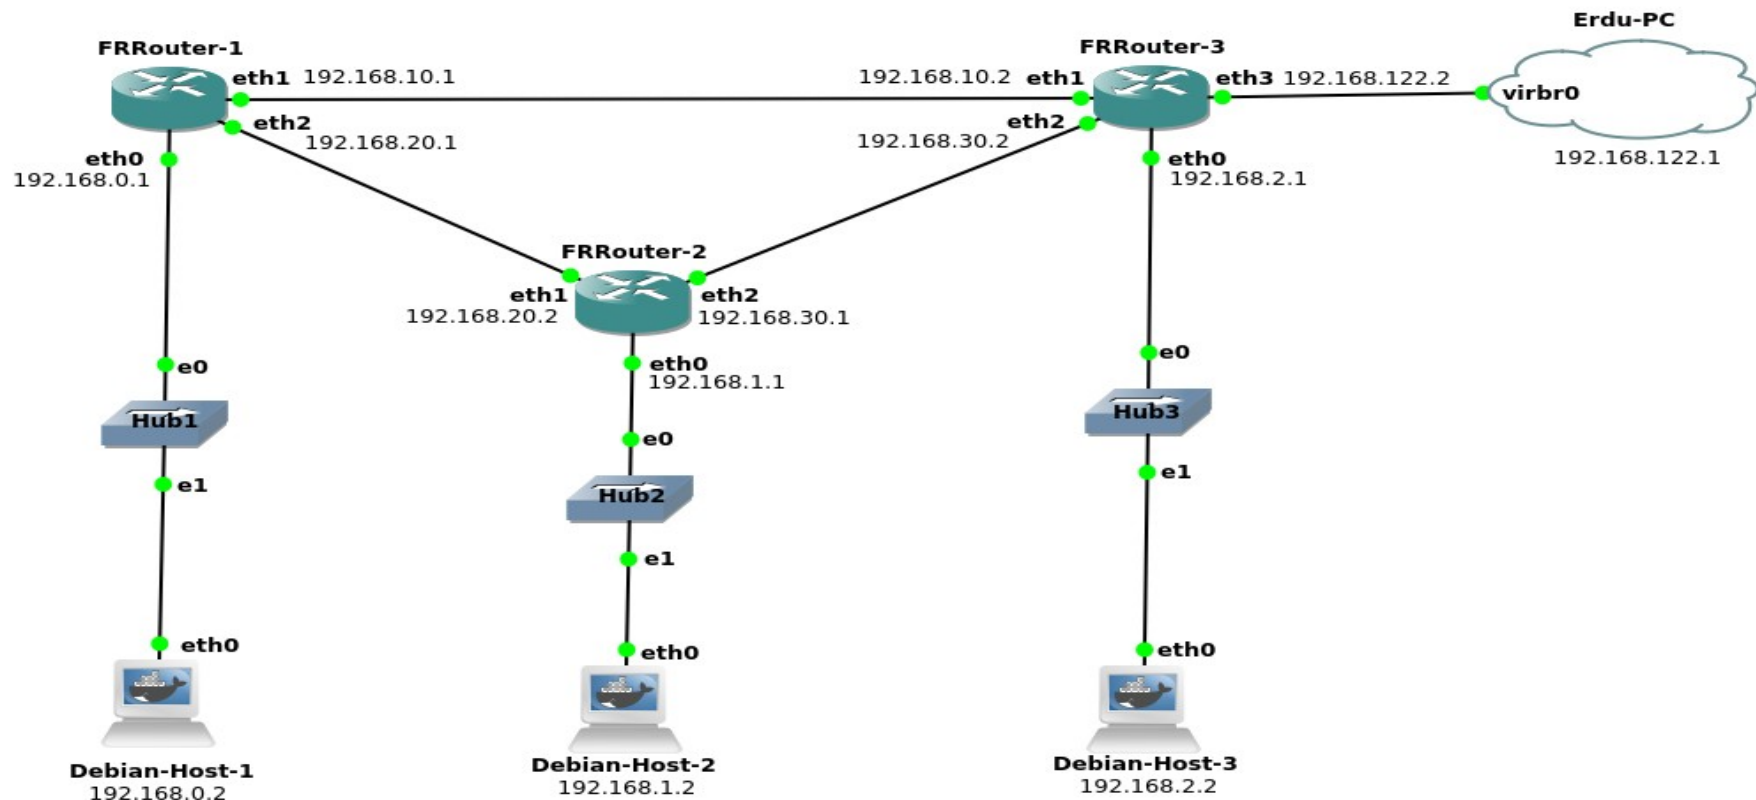 Erdu-PC
FRRouter-1
FRRouter-3
eth1 192.168.10.1
192.168.10.2 eth1
eth3 192.168.122.2
virbr0
eth2
192.168.20.1
eth2
192.168.30.2
192.168.122.1
eth0
192.168.0.1
eth0
192.168.2.1
FRRouter-2
eth1
192.168.20.2
eth2
192.168.30.1
eth0
192.168.1.1
e0
Hub1
e1
e0
Hub2
e1
e0
Hub3
e1
eth0
eth0
eth0
Debian-Host-1
192.168.0.2
Debian-Host-2
192.168.1.2
Debian-Host-3
192.168.2.2